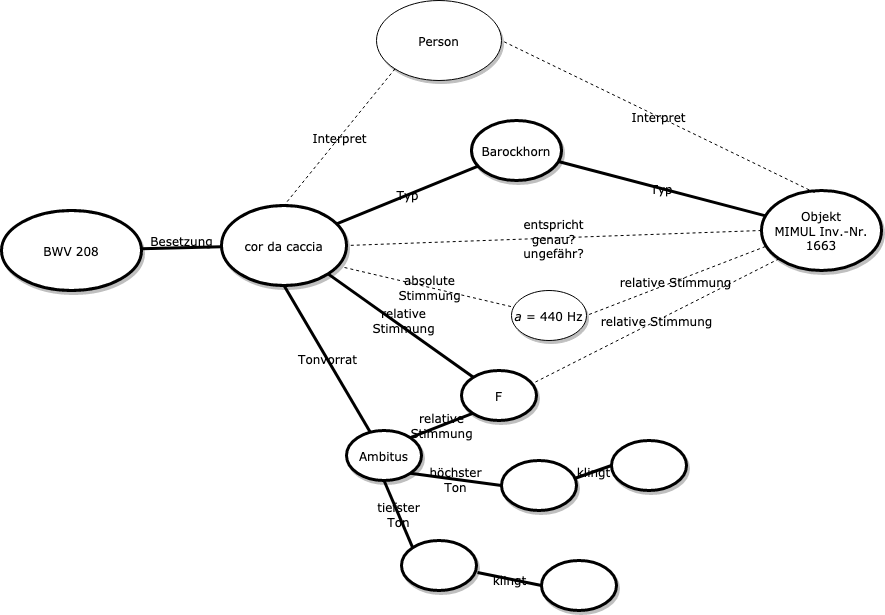 Person
Interpret
Interpret
Barockhorn
Typ
Typ
Objekt
MIMUL Inv.-Nr.
1663
BWV 208
Besetzung
cor da caccia
entspricht
genau?
ungefähr?
absolute
Stimmung
relative Stimmung
a = 440 Hz
relative
Stimmung
relative Stimmung
Tonvorrat
F
relative
Stimmung
Ambitus
höchster
Ton
klingt
tiefster
Ton
klingt